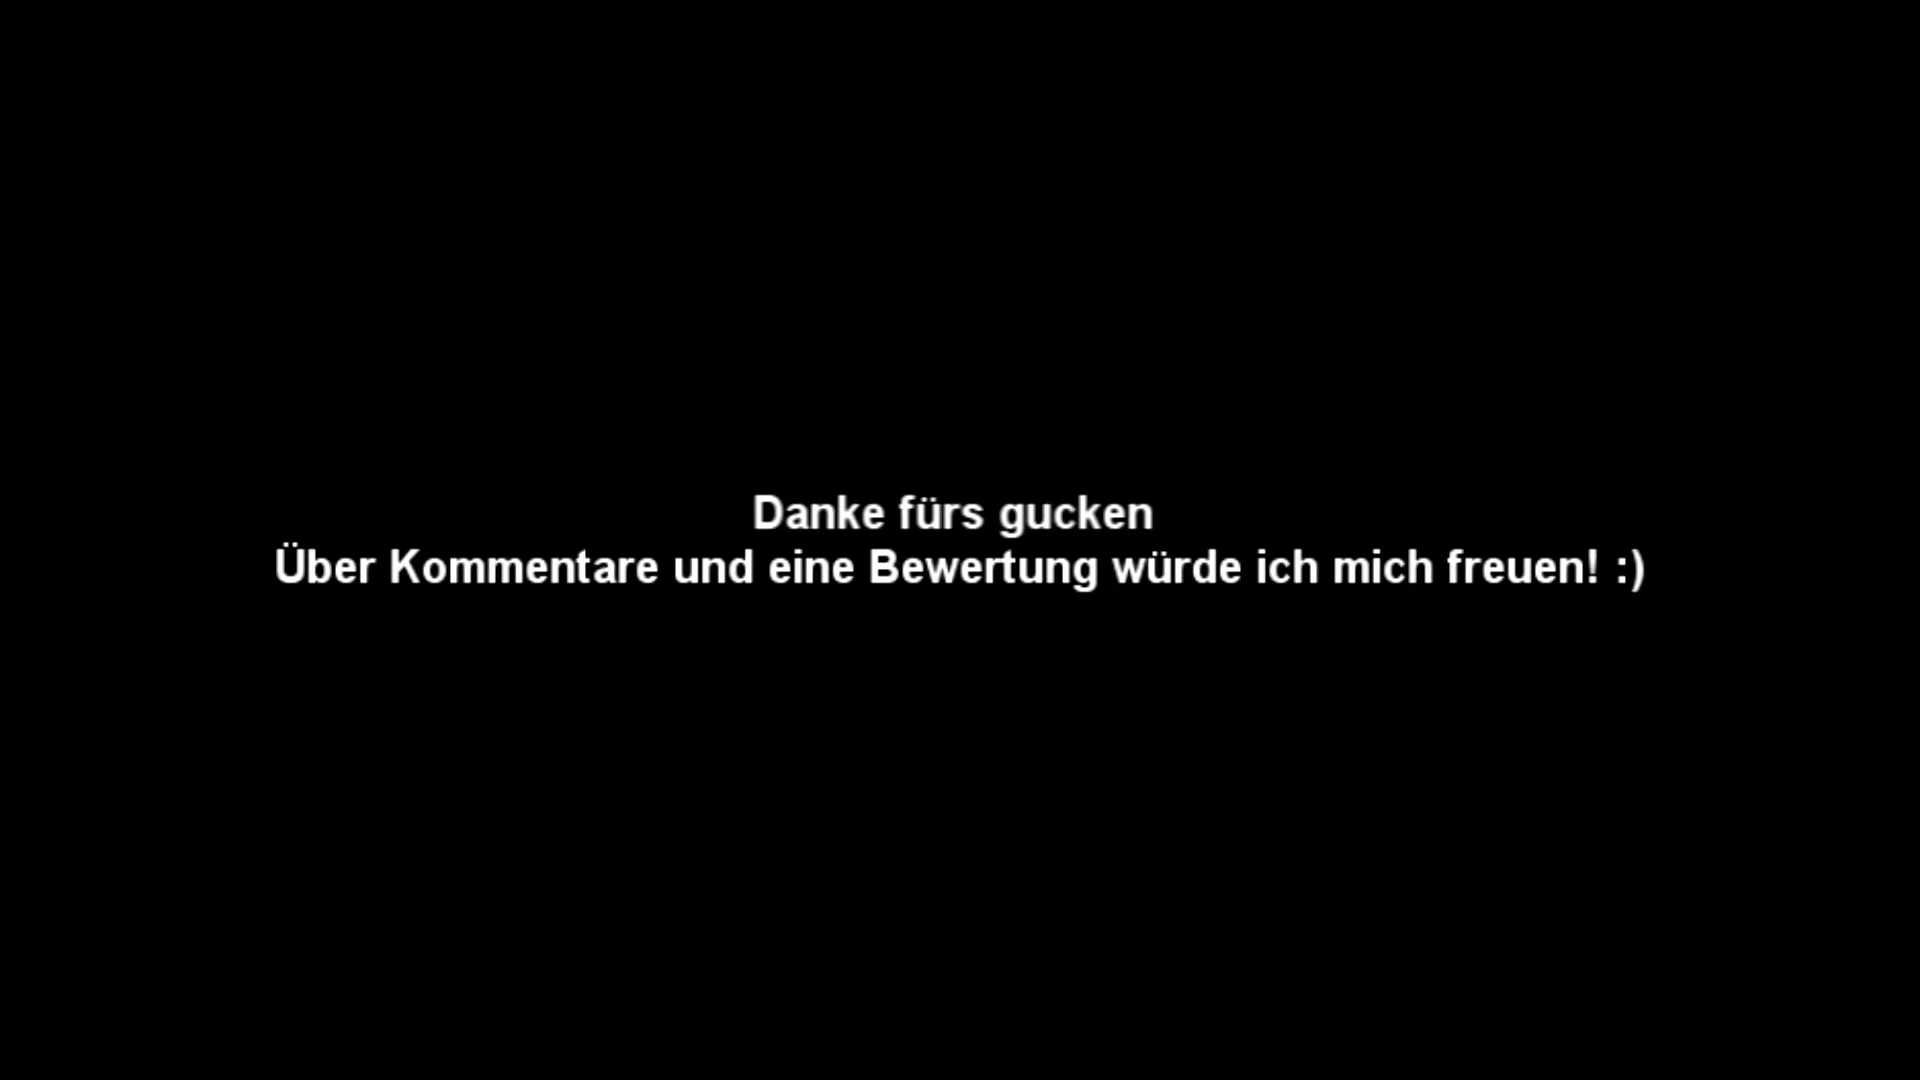 Danke fürs gucken
Über Kommentare und eine Bewertung würde ich mich freuen! :)